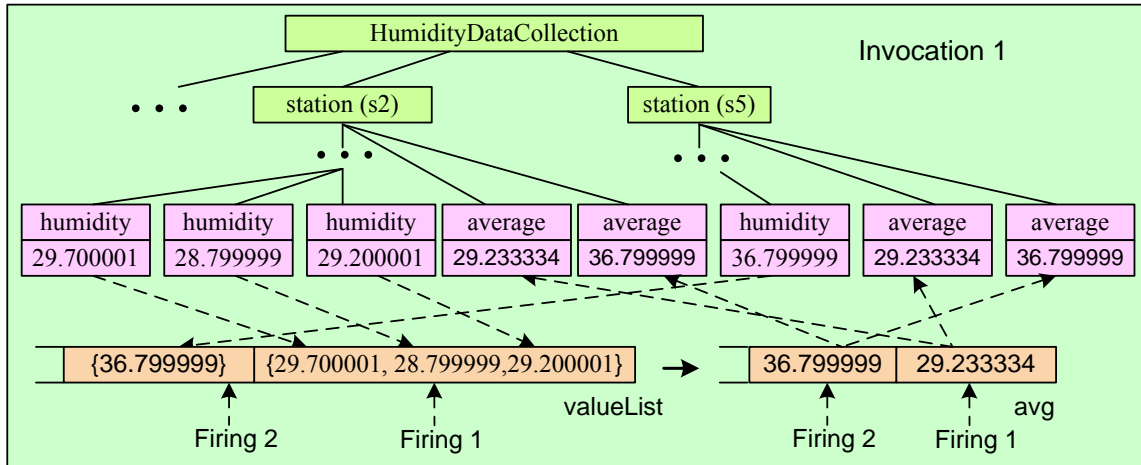 HumidityDataCollection
Invocation 1
• • •
station (s2)
station (s5)
• • •
• • •
humidity
humidity
humidity
average
average
humidity
average
average
29.700001
28.799999
29.200001
29.233334
36.799999
36.799999
29.233334
36.799999
{36.799999}
{29.700001, 28.799999,29.200001}
36.799999
29.233334
valueList
avg
Firing 2
Firing 1
Firing 2
Firing 1